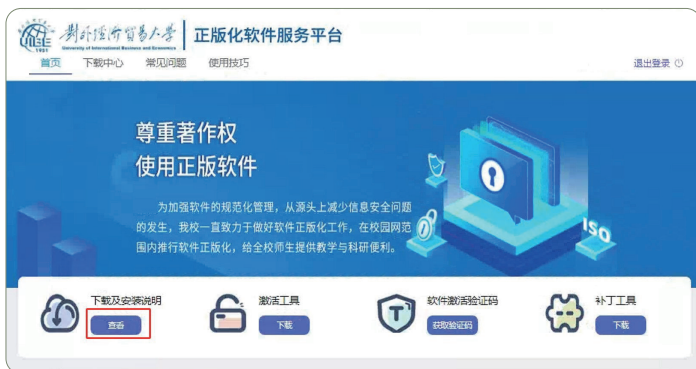 對外經濟貿易大學 正版化软件服务平台
University of International Business and Economics
UIBE
1951
首页 下载中心 常见问题 使用技巧 退出登录
尊重著作权
使用正版软件
为加强软件的规范化管理，从源头上减少信息安全问题
的发生，我校一直致力于做好软件正版化工作，在校园网范
围内推行软件正版化，给全校师生提供教学与科研便利。
ISO
下载及安装说明 激活工具 软件激活验证码 补丁工具
查看 下载 获取验证码 下载